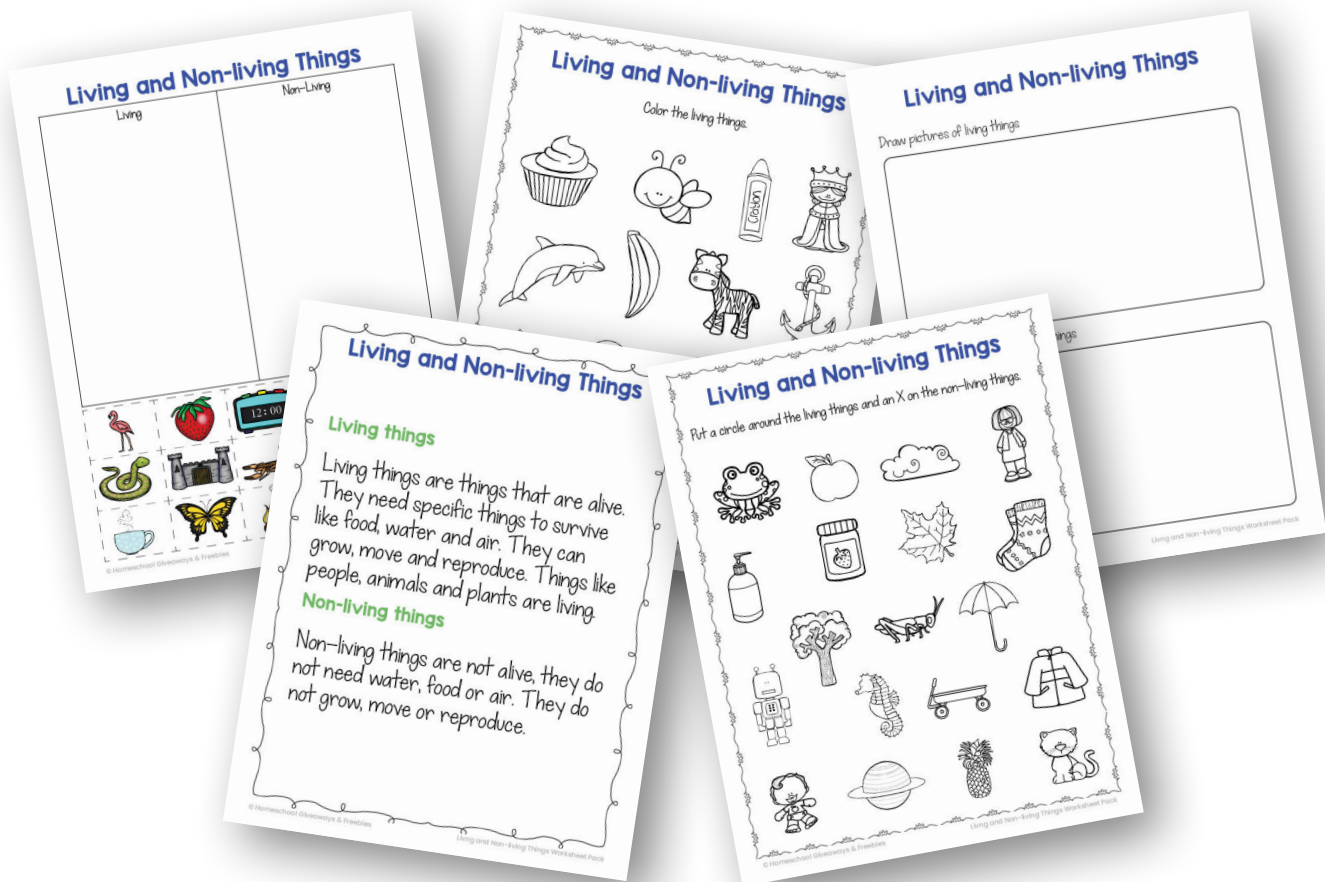 Living and Non-living Things
Living
Non-Living
12:00
© Homeschool Giveaways & Freebies
Living and Non-living Things
Color the living things.
Crayon
Living and Non-living Things
Draw pictures of living things
things
Living and Non-living Things Worksheet Pack
Living and Non-living Things
Living things
Living things are things that are alive.
They need specific things to survive
like food, water and air. They can
grow, move and reproduce. Things like
people, animals and plants are living.
Non-living things
Non-living things are not alive, they do
not need water, food or air. They do
not grow, move or reproduce.
© Homeschool Giveaways & Freebies
Living and Non-living Things Worksheet Pack
Living and Non-living Things
Put a circle around the living things and an X on the non-living things.
© Homeschool Giveaways & Freebies
Living and Non-living Things Worksheet Pack